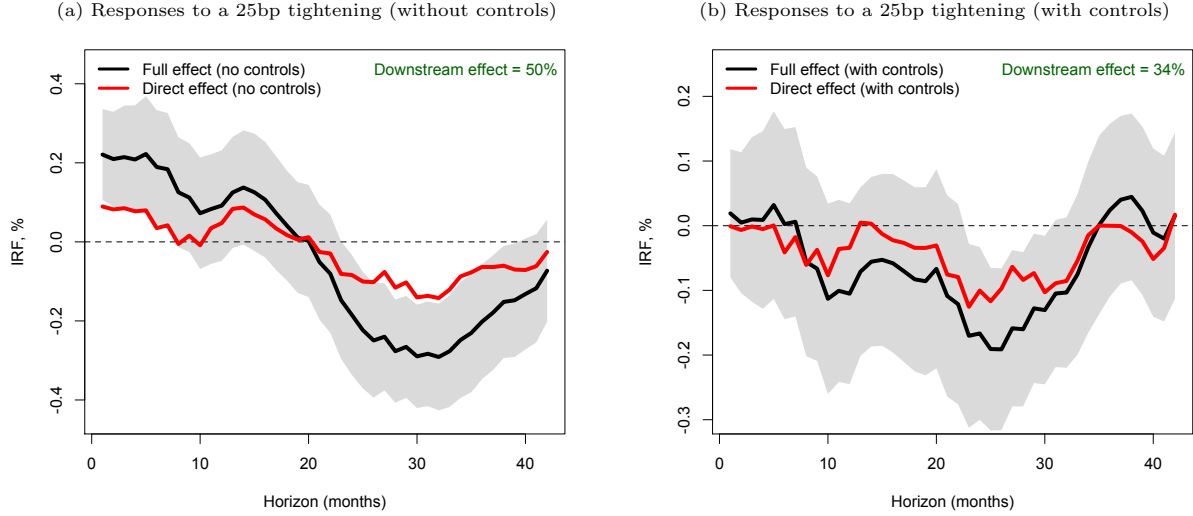 (a) Responses to a 25bp tightening (without controls)
Full effect (no controls)
Direct effect (no controls)
Downstream effect = 50%
IRF, %
0.4
0.2
0.0
-0.2
-0.4
0 10 20 30 40
Horizon (months)
(b) Responses to a 25bp tightening (with controls)
Full effect (with controls)
Direct effect (with controls)
Downstream effect = 34%
IRF, %
0.2
0.1
0.0
-0.1
-0.2
-0.3
0 10 20 30 40
Horizon (months)